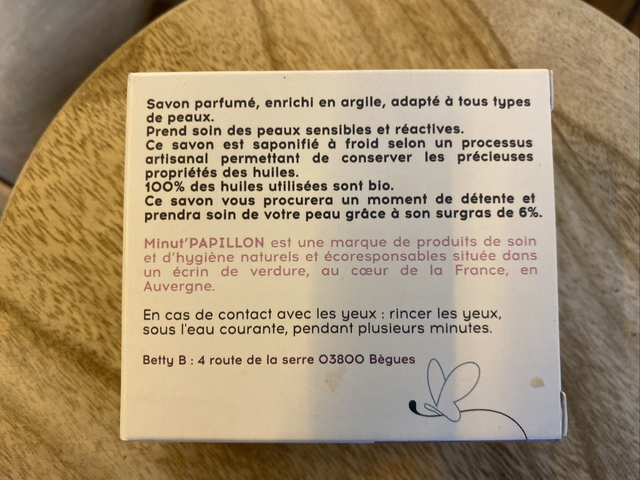 Savon parfumé, enrichi en argile, adapté à tous types
de peaux.
Prend soin des peaux sensibles et réactives.
Ce savon est saponifié à froid selon un processus
artisanal permettant de conserver les précieuses
propriétés des huiles.
100% des huiles utilisées sont bio.
Ce savon vous procurera un moment de détente et
prendra soin de votre peau grâce à son surgras de 6%.
Minut'PAPILLON est une marque de produits de soin
et d'hygiène naturels et écoresponsables située dans
un écrin de verdure, au cœur de la France, en
Auvergne.
En cas de contact avec les yeux : rincer les yeux,
sous l'eau courante, pendant plusieurs minutes.
Betty B : 4 route de la serre 03800 Bègues